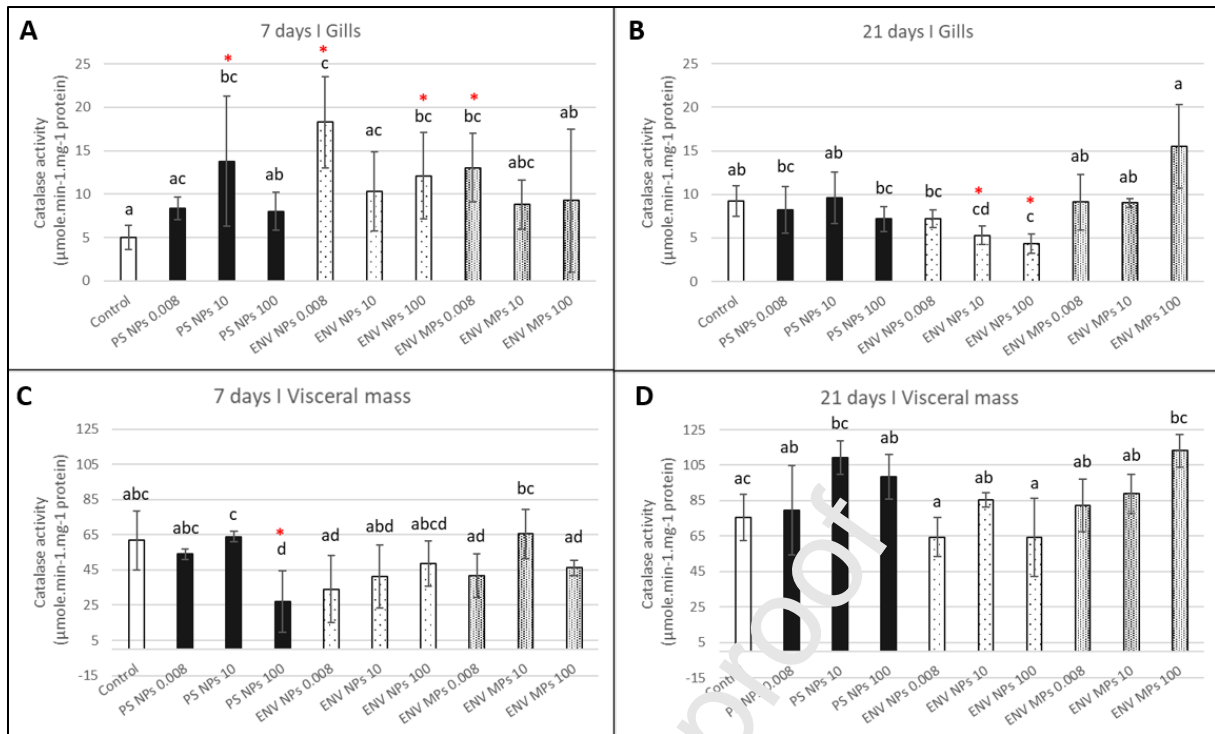 A
7 days I Gills
Catalase activity
(µmole.min-1.mg-1 protein)
25
20
15
10
5
0
a
ac
*
bc
ab
*
c
ac
*
bc
*
bc
abc
ab
Control
PS NPs 0.008
PS NPs 10
PS NPs 100
ENV NPs 0.008
ENV NPs 10
ENV NPs 100
ENV MPs 0.008
ENV MPs 10
ENV MPs 100
B
21 days I Gills
Catalase activity
(µmole.min-1.mg-1 protein)
25
20
15
10
5
0
ab
bc
ab
bc
bc
*
cd
*
c
ab
ab
a
Control
PS NPs 0.008
PS NPs 10
PS NPs 100
ENV NPs 0.008
ENV NPs 10
ENV NPs 100
ENV MPs 0.008
ENV MPs 10
ENV MPs 100
C
7 days I Visceral mass
Catalase activity
(µmole.min-1.mg-1 protein)
125
105
85
65
45
25
5
-15
abc
abc
c
*
d
ad
abd
abcd
ad
bc
ad
Control
PS NPs 0.008
PS NPs 10
PS NPs 100
ENV NPs 0.008
ENV NPs 10
ENV NPs 100
ENV MPs 0.008
ENV MPs 10
ENV MPs 100
D
21 days I Visceral mass
Catalase activity
(µmole.min-1.mg-1 protein)
125
105
85
65
45
25
5
-15
ac
ab
bc
ab
a
ab
a
ab
ab
bc
Control
PS NPs 0.008
PS NPs 10
PS NPs 100
ENV NPs 0.008
ENV NPs 10
ENV NPs 100
ENV MPs 0.008
ENV MPs 10
ENV MPs 100
proof